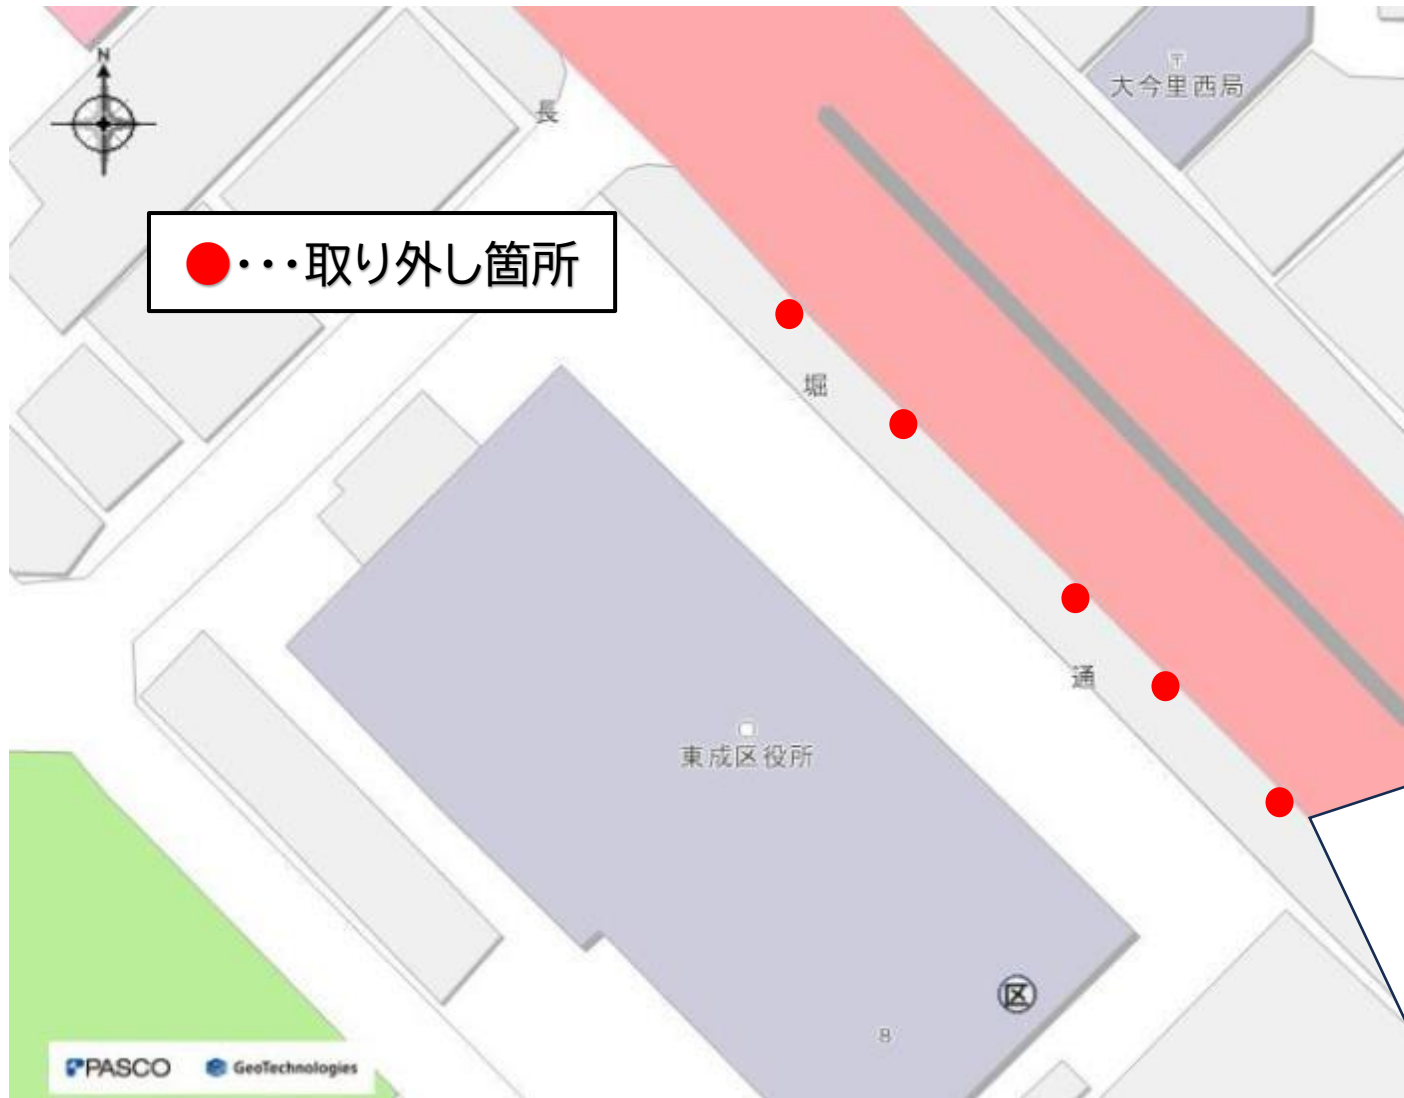 N
〒
大今里西局
長
●･･･取り外し箇所
堀
通
東成区役所
区
8
PASCO
GeoTechnologies